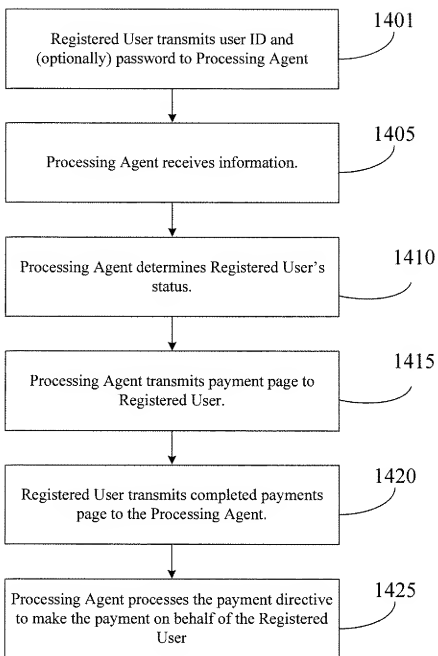 1401
Registered User transmits user ID and
(optionally) password to Processing Agent
1405
Processing Agent receives information.
1410
Processing Agent determines Registered User's
status.
1415
Processing Agent transmits payment page to
Registered User.
1420
Registered User transmits completed payments
page to the Processing Agent.
1425
Processing Agent processes the payment directive
to make the payment on behalf of the Registered
User